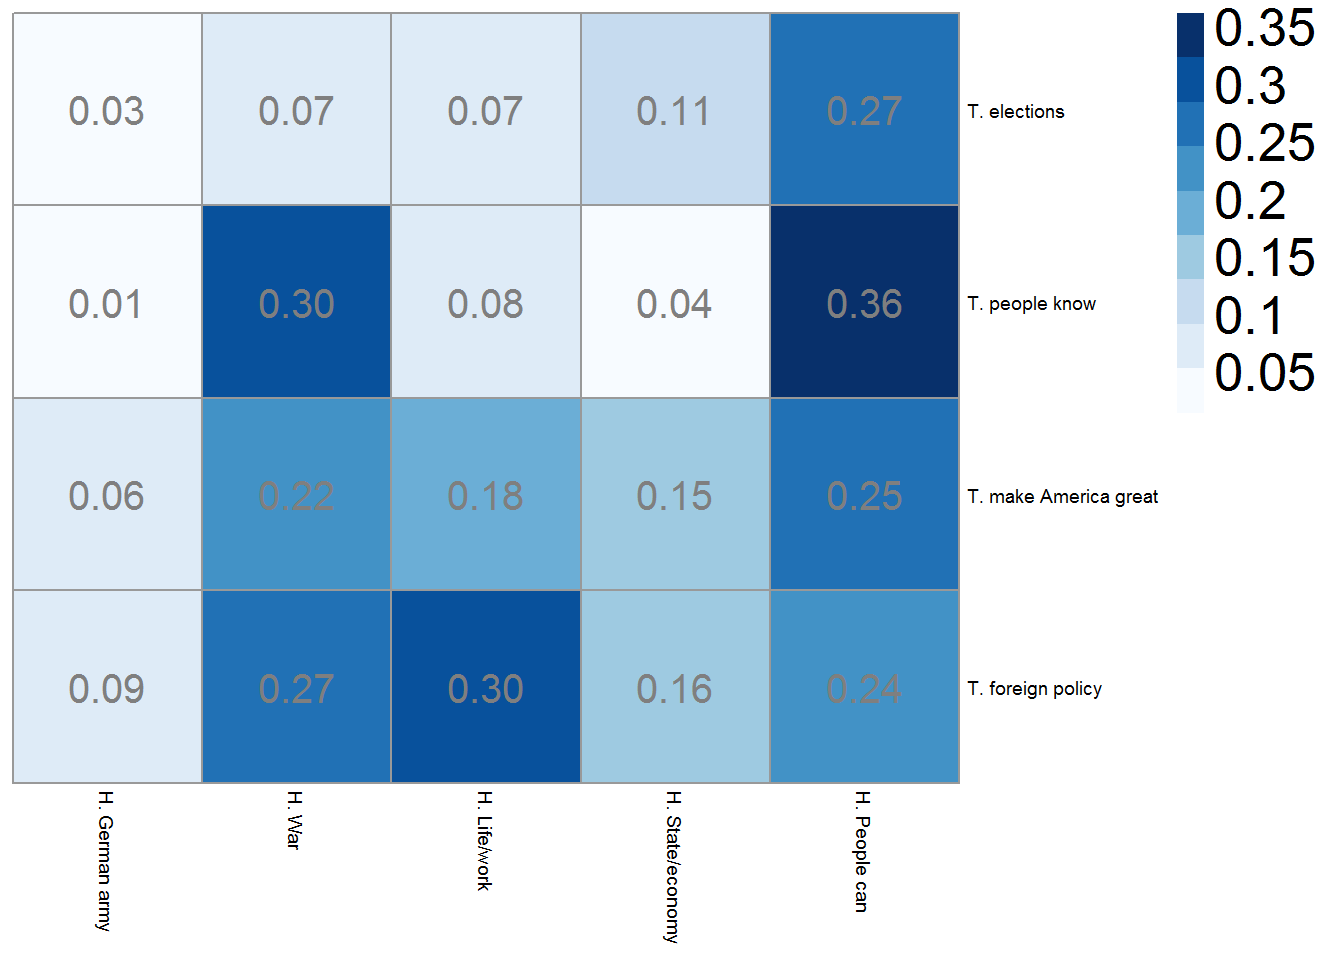 0.03 0.07 0.07 0.11 0.27 T. elections
0.01 0.30 0.08 0.04 0.36 T. people know
0.06 0.22 0.18 0.15 0.25 T. make America great
0.09 0.27 0.30 0.16 0.24 T. foreign policy
H. German army
H. War
H. Life/work
H. State/economy
H. People can
0.35
0.3
0.25
0.2
0.15
0.1
0.05